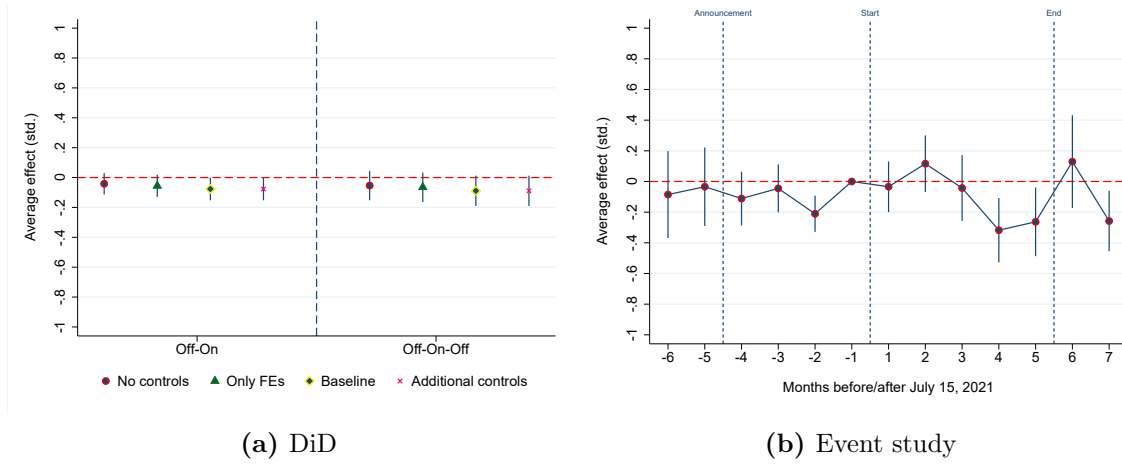 Average effect (std.)
1
.8
.6
.4
.2
0
-.2
-.4
-.6
-.8
-1
Off-On
Off-On-Off
No controls
Only FEs
Baseline
Additional controls
(a) DiD
Announcement
Start
End
Average effect (std.)
1
.8
.6
.4
.2
0
-.2
-.4
-.6
-.8
-1
-6 -5 -4 -3 -2 -1 1 2 3 4 5 6 7
Months before/after July 15, 2021
(b) Event study